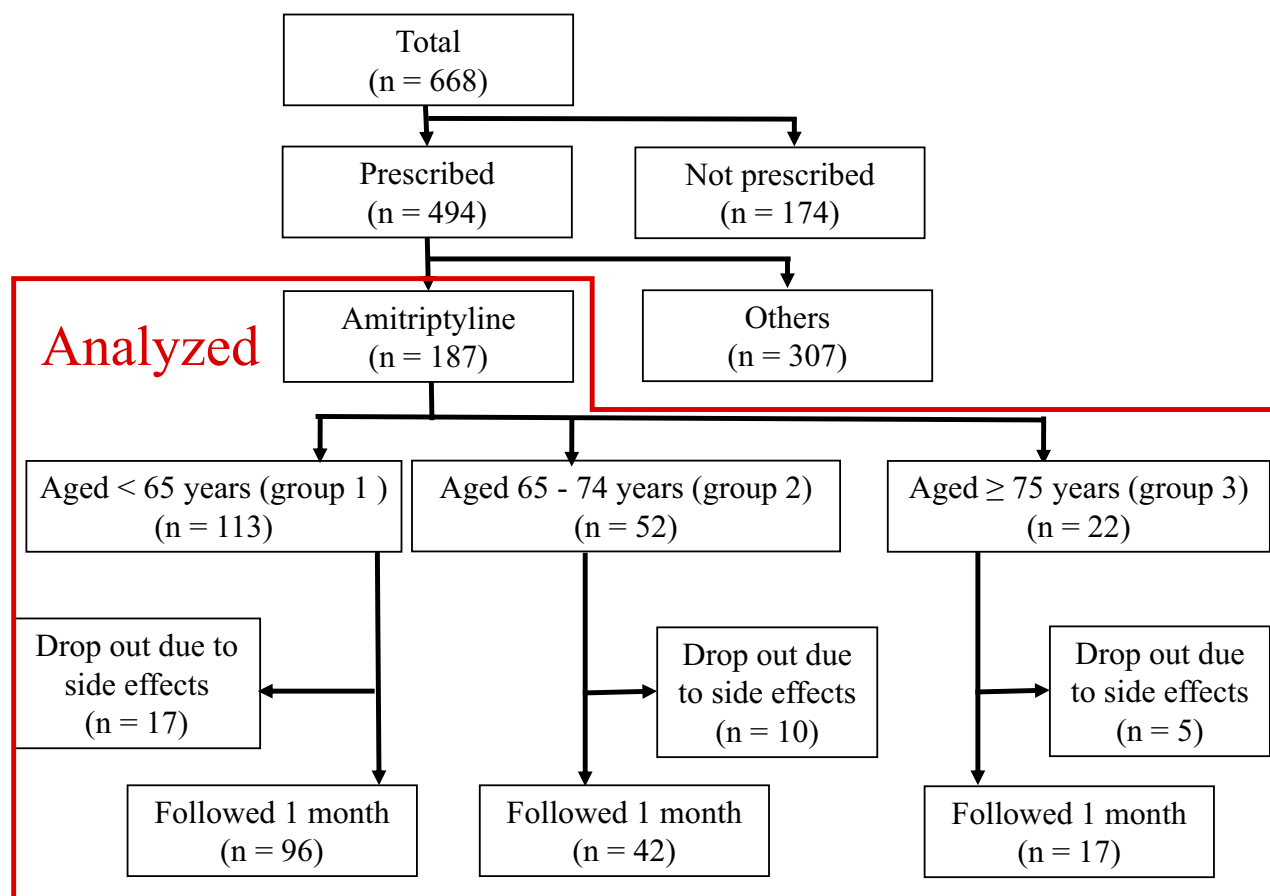 Total
(n = 668)
Prescribed
(n = 494)
Not prescribed
(n = 174)
Analyzed
Amitriptyline
(n = 187)
Others
(n = 307)
Aged < 65 years (group 1 )
(n = 113)
Aged 65 - 74 years (group 2)
(n = 52)
Aged ≥ 75 years (group 3)
(n = 22)
Drop out due to
side effects
(n = 17)
Drop out due
to side effects
(n = 10)
Drop out due
to side effects
(n = 5)
Followed 1 month
(n = 96)
Followed 1 month
(n = 42)
Followed 1 month
(n = 17)